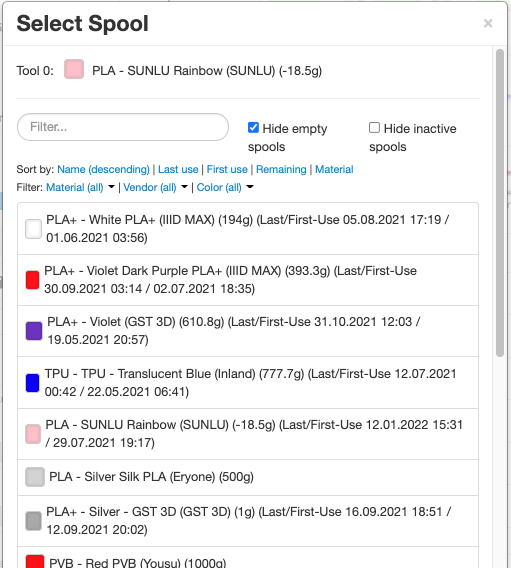 Select Spool ×
Tool 0: PLA - SUNLU Rainbow (SUNLU) (-18.5g)
Filter...
Hide empty spools
Hide inactive spools
Sort by: Name (descending) | Last use | First use | Remaining | Material
Filter: Material (all) | Vendor (all) | Color (all)
PLA+ - White PLA+ (IIID MAX) (194g) (Last/First-Use 05.08.2021 17:19 /
01.06.2021 03:56)
PLA+ - Violet Dark Purple PLA+ (IIID MAX) (393.3g) (Last/First-Use
30.09.2021 03:14 / 02.07.2021 18:35)
PLA+ - Violet (GST 3D) (610.8g) (Last/First-Use 31.10.2021 12:03 /
19.05.2021 20:57)
TPU - TPU - Translucent Blue (Inland) (777.7g) (Last/First-Use 12.07.2021
00:42 / 22.05.2021 06:41)
PLA - SUNLU Rainbow (SUNLU) (-18.5g) (Last/First-Use 12.01.2022 15:31
/ 29.07.2021 19:17)
PLA - Silver Silk PLA (Eryone) (500g)
PLA+ - Silver - GST 3D (GST 3D) (1g) (Last/First-Use 16.09.2021 18:51 /
12.09.2021 20:02)
PVB - Red PVB (Yousu) (1000g)